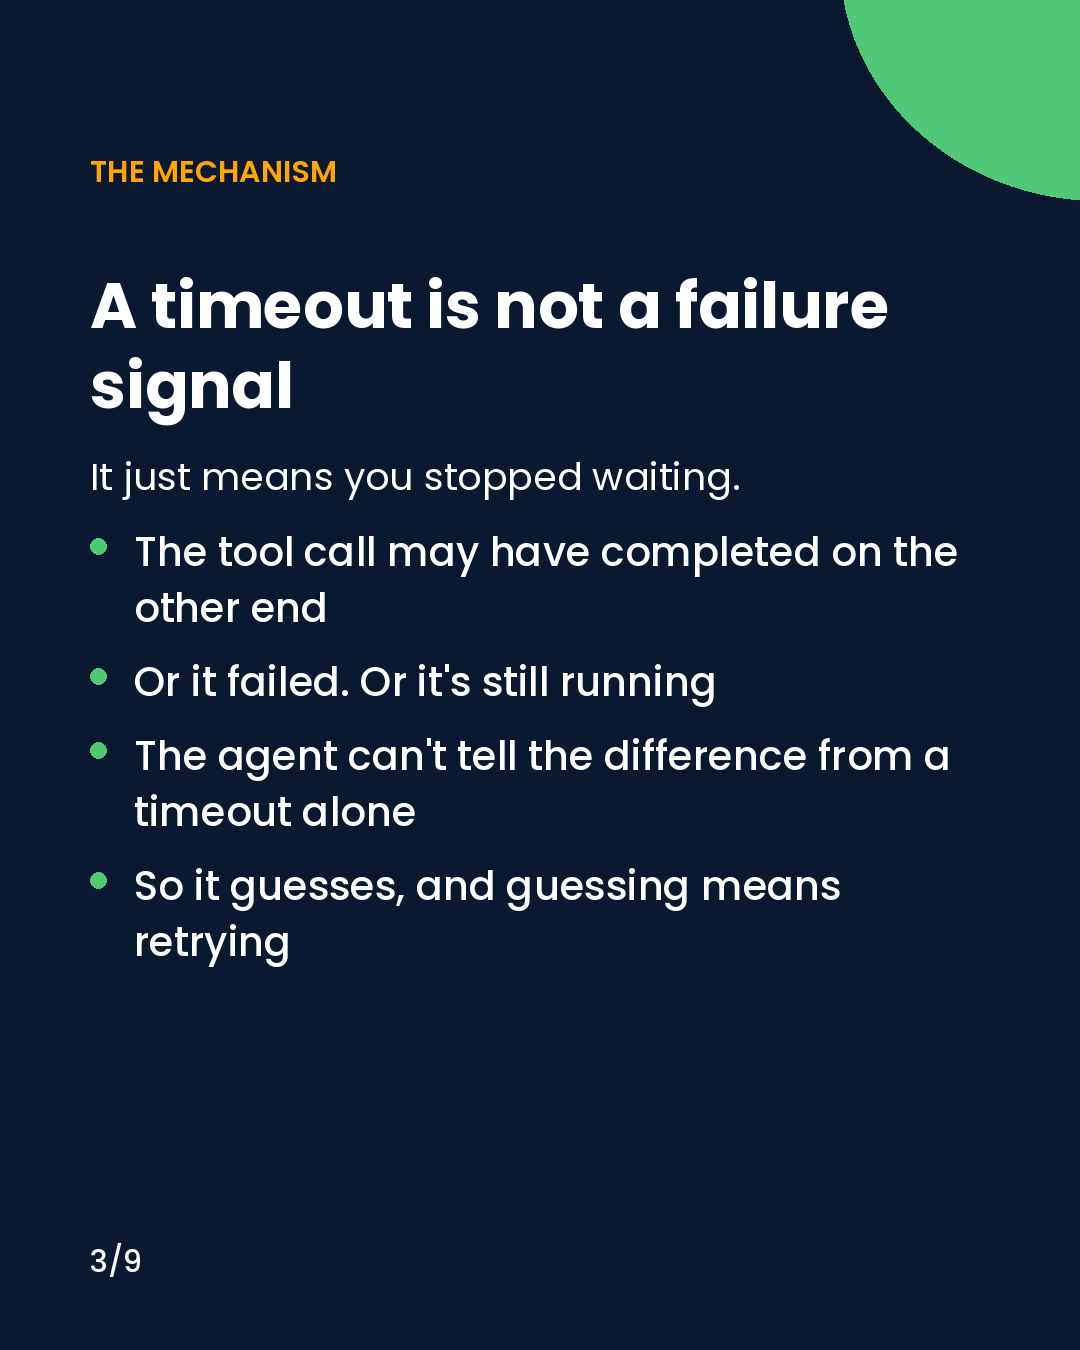 THE MECHANISM
A timeout is not a failure
signal
It just means you stopped waiting.
The tool call may have completed on the
other end
Or it failed. Or it's still running
The agent can't tell the difference from a
timeout alone
So it guesses, and guessing means
retrying
3/9